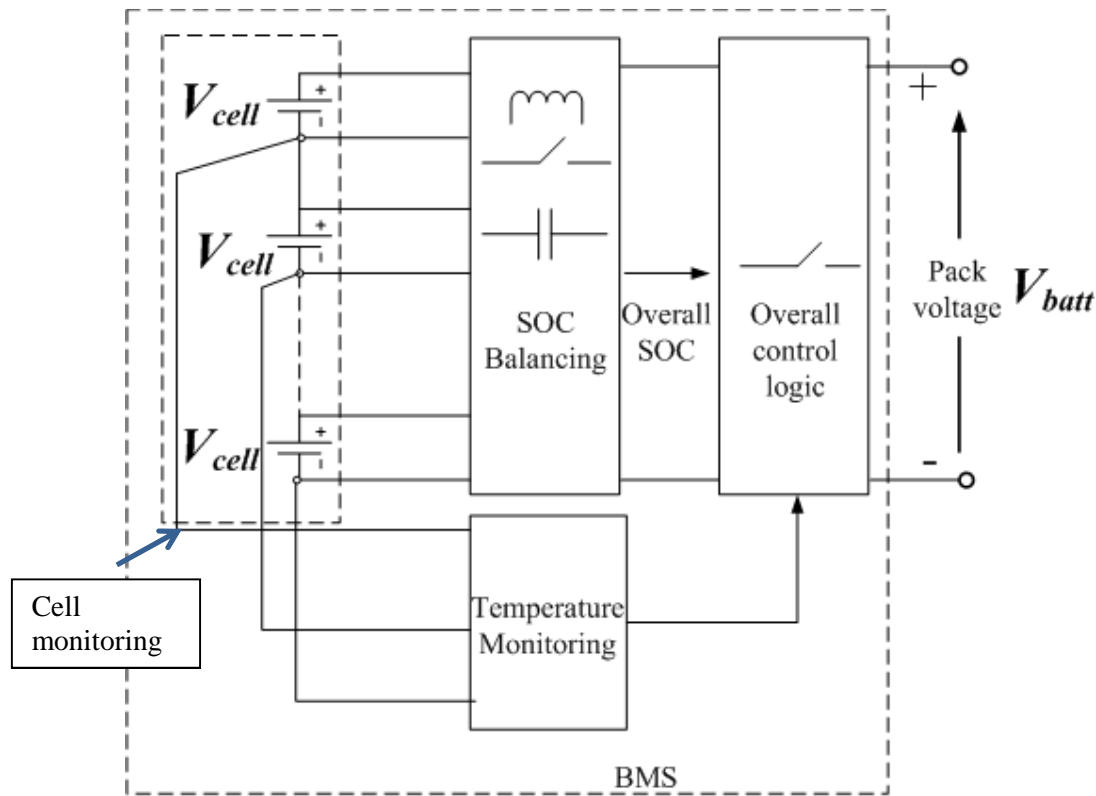 +
V_cell
+
V_cell
+
V_cell
Cell
monitoring
SOC
Balancing
Overall
SOC
Overall
control
logic
Temperature
Monitoring
+
Pack
voltage
V_batt
-
BMS